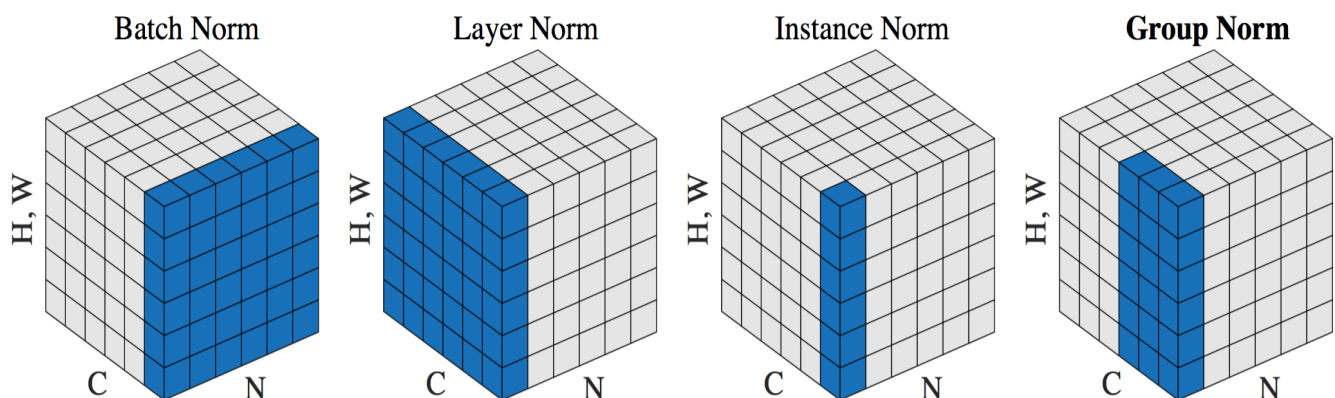 Batch Norm
Layer Norm
Instance Norm
Group Norm
H, W
C
N
H, W
C
N
H, W
C
N
H, W
C
N